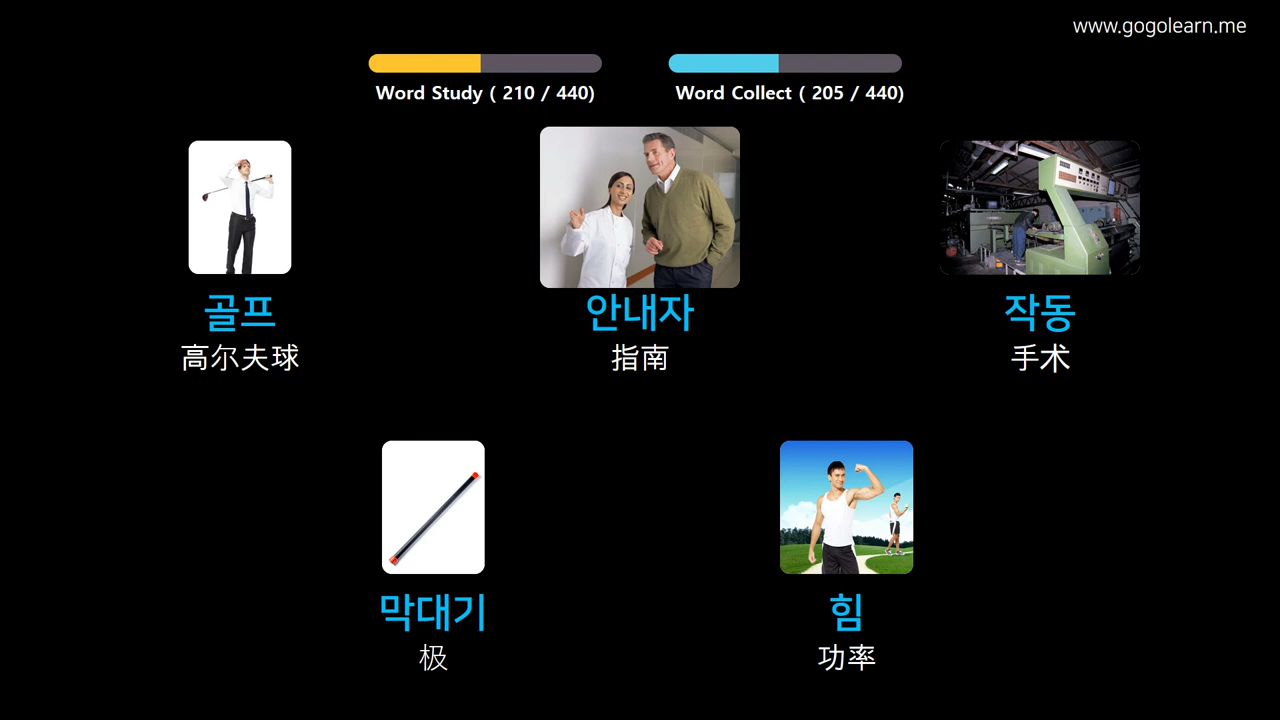 www.gogolearn.me
Word Study ( 210 / 440)
Word Collect ( 205 / 440)
골프
高尔夫球
안내자
指南
작동
手术
막대기
极
힘
功率